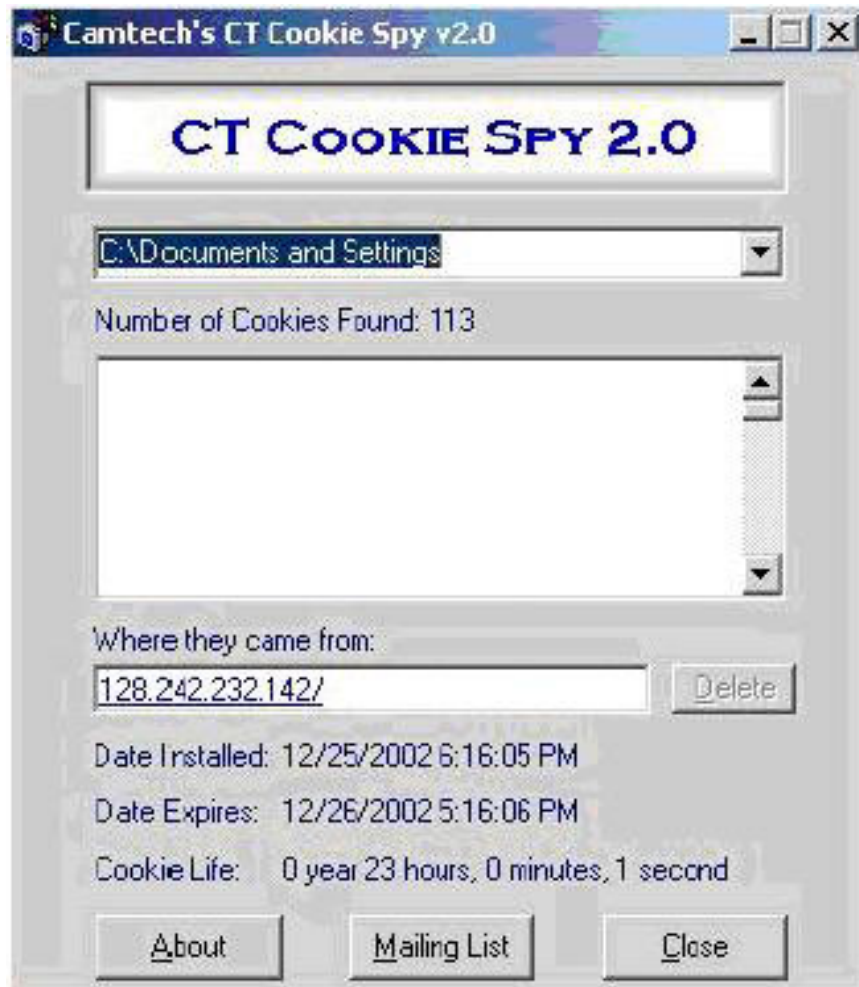 Camtech's CT Cookie Spy v2.0
CT COOKIE SPY 2.0
C:\Documents and Settings
Number of Cookies Found: 113
Where they came from:
128.242.232.142/
Delete
Date Installed: 12/25/2002 6:16:05 PM
Date Expires: 12/26/2002 5:16:06 PM
Cookie Life: 0 year 23 hours, 0 minutes, 1 second
About
Mailing List
Close